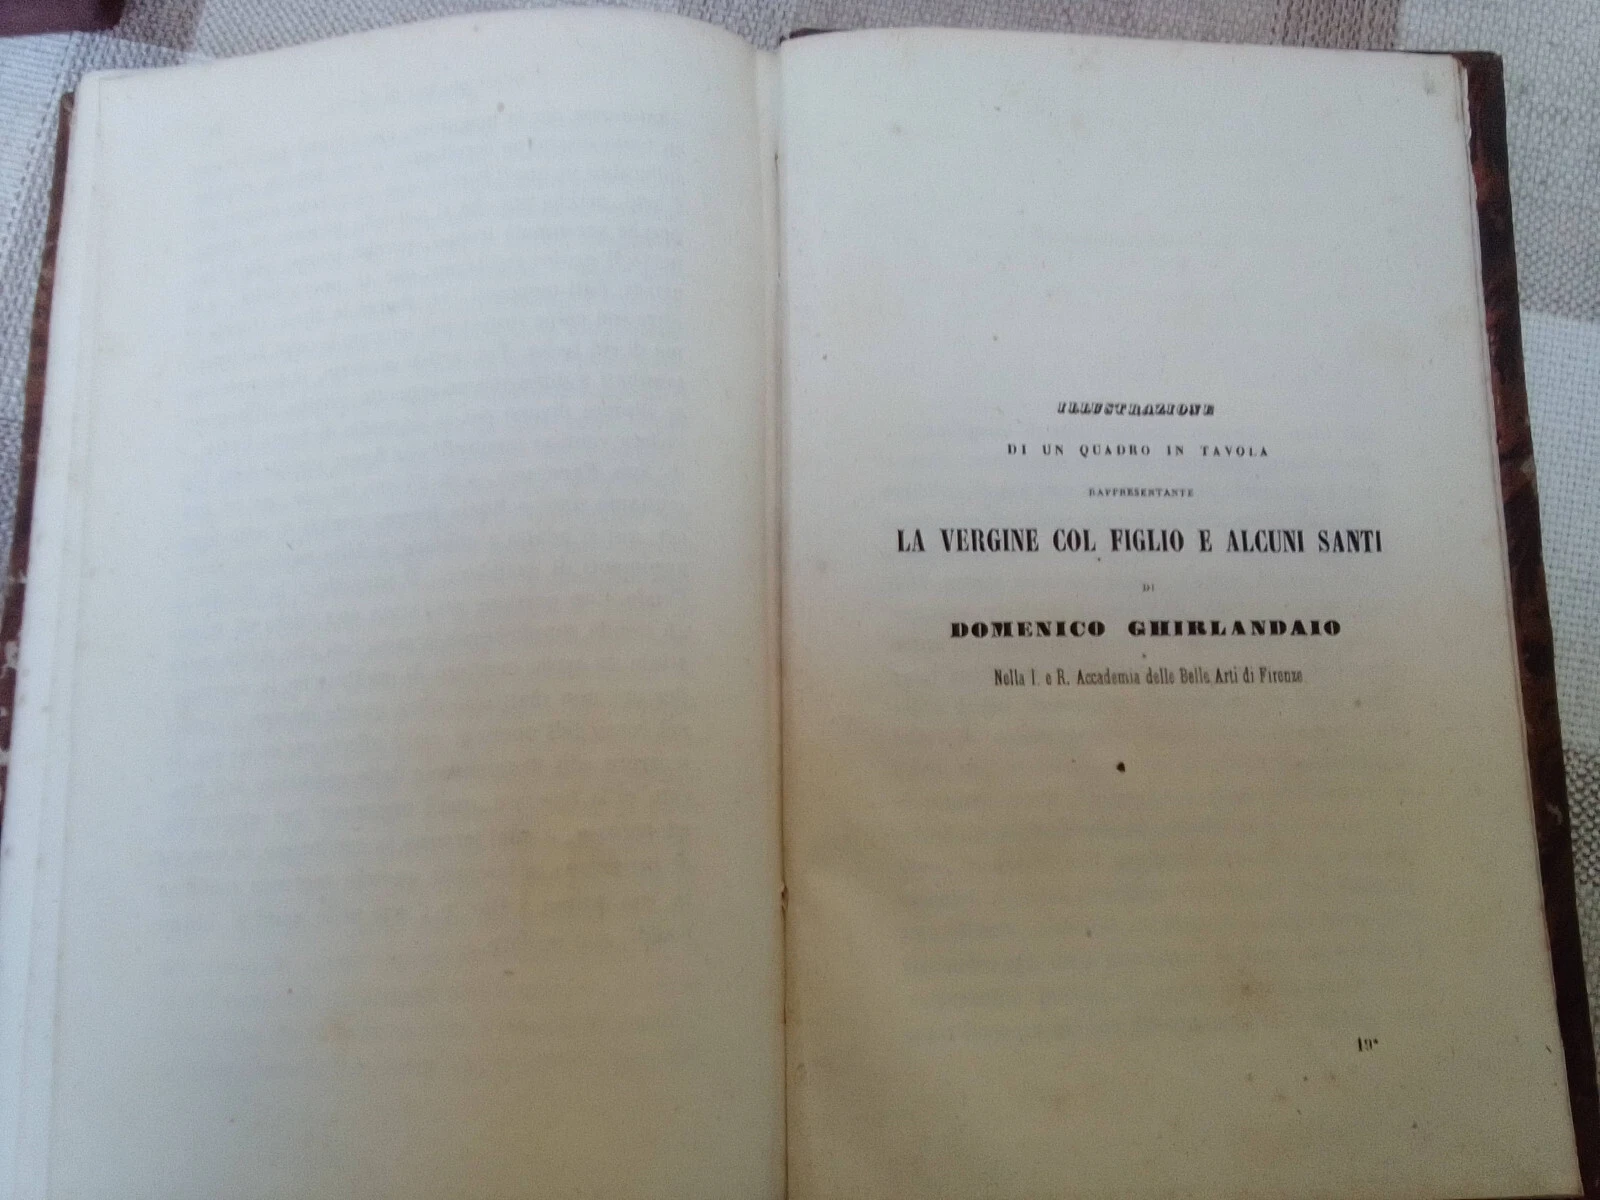 ILLUSTRAZIONE
DI UN QUADRO IN TAVOLA
RAPPRESENTANTE
LA VERGINE COL FIGLIO E ALCUNI SANTI
DI
DOMENICO GHIRLANDAIO
Nella I. e R. Accademia delle Belle Arti di Firenze
19*